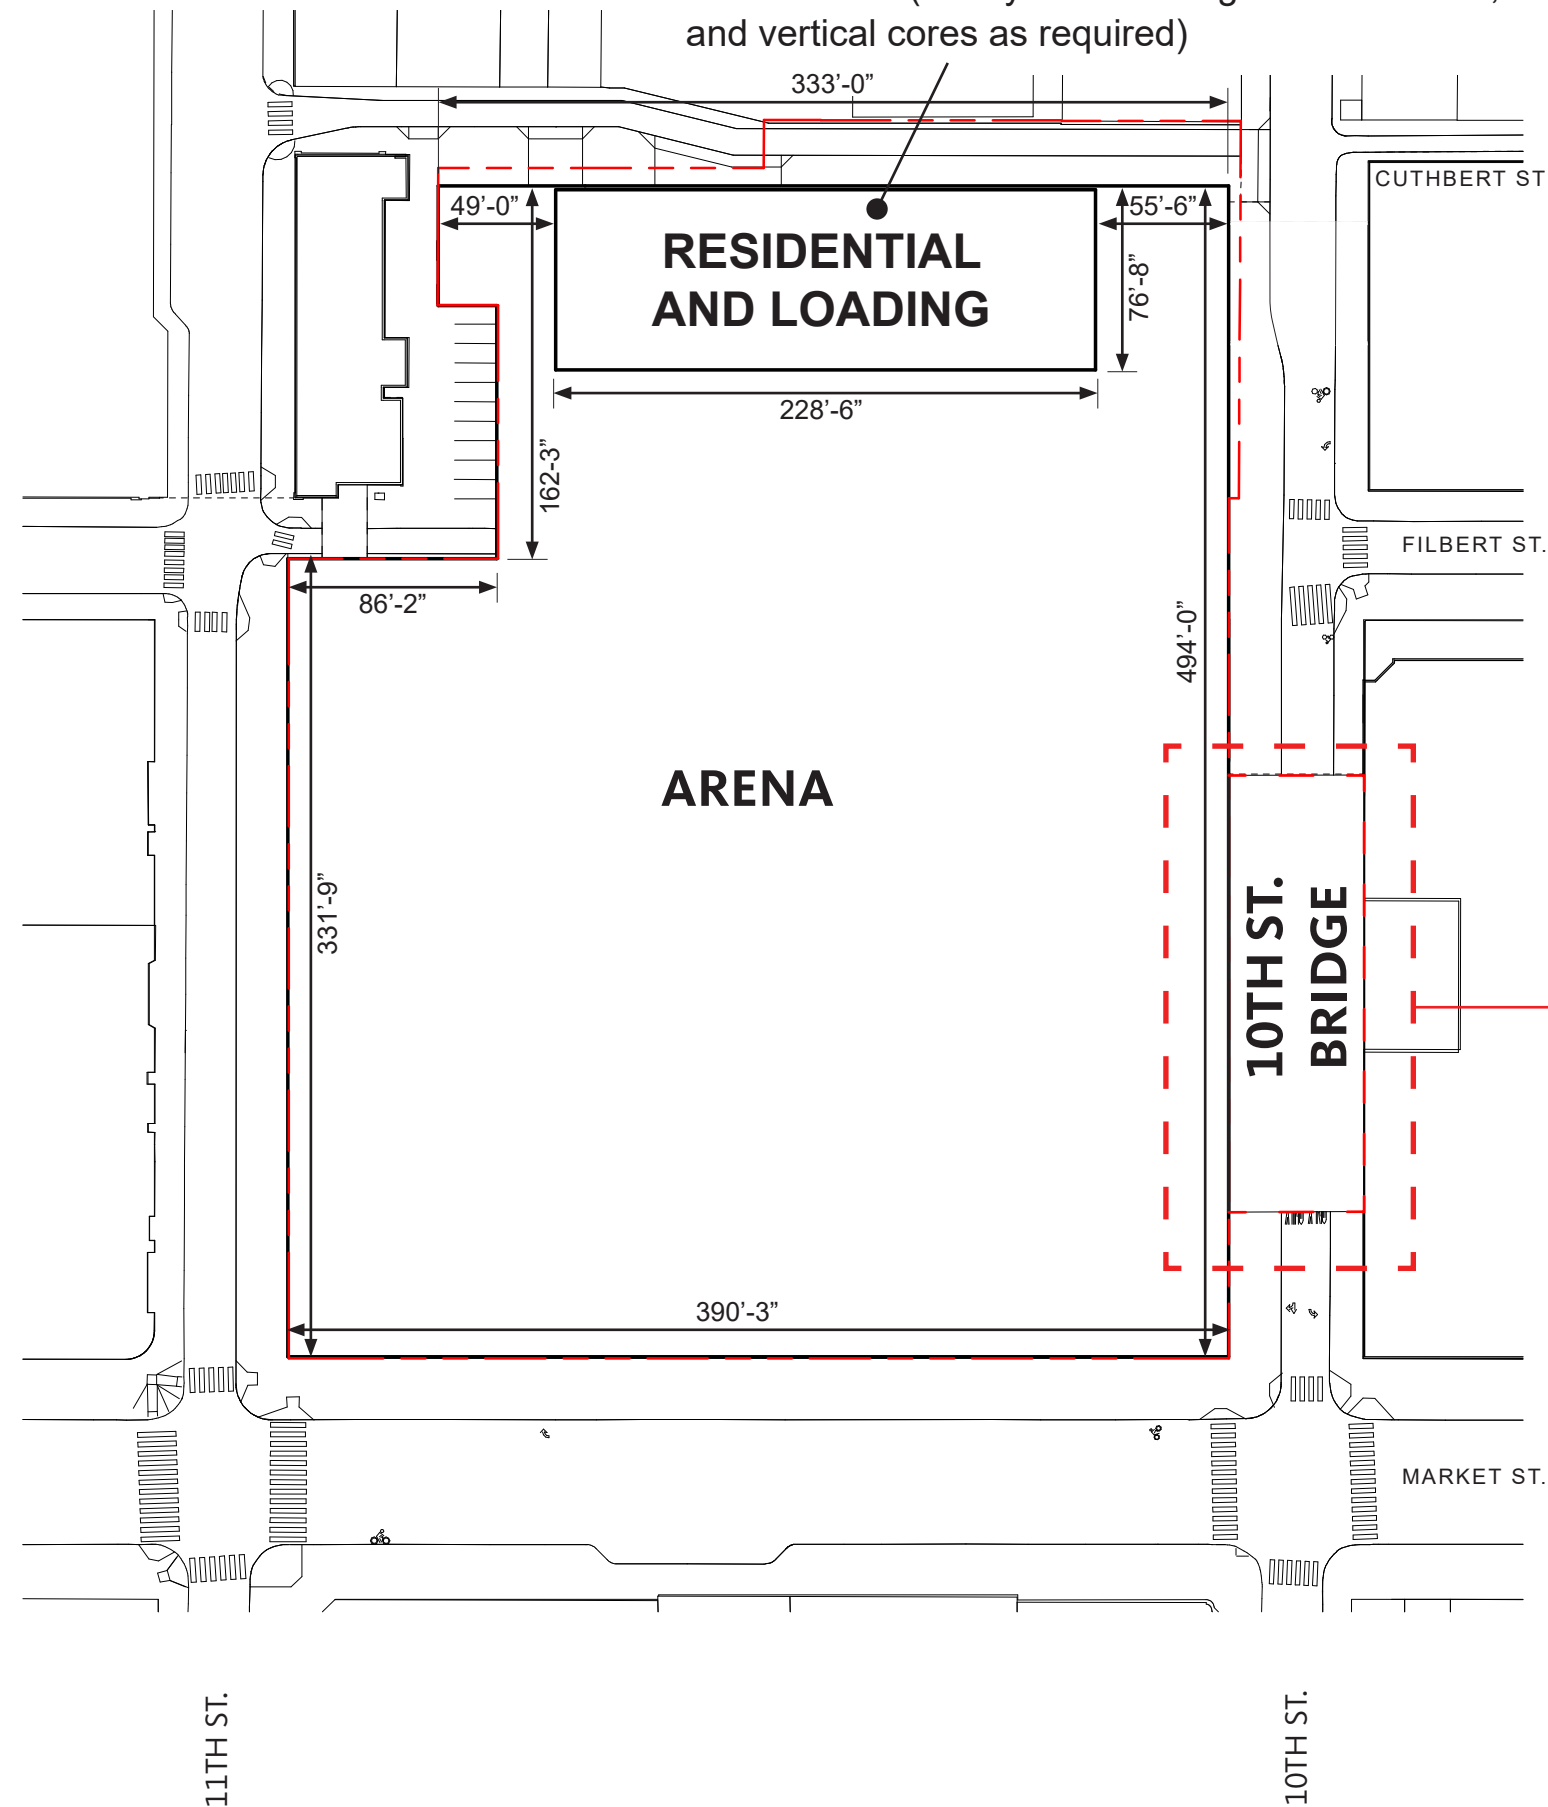 and vertical cores as required)
333’-0”
CUTHBERT ST
49’-0”
55’-6”
RESIDENTIAL
AND LOADING
76’-8”
228’-6”
162-3”
FILBERT ST.
86’-2”
494’-0”
ARENA
331’-9”
10TH ST.
BRIDGE
390’-3”
MARKET ST.
11TH ST.
10TH ST.